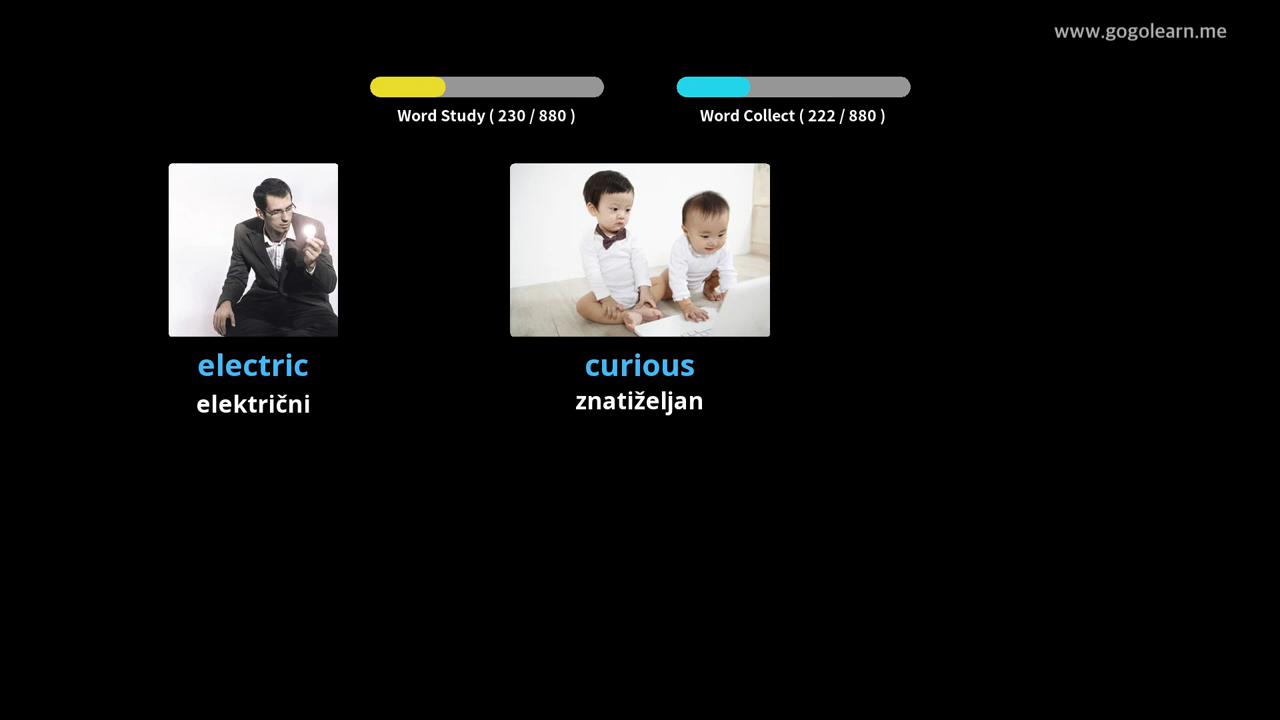 www.gogolearn.me
Word Study ( 230 / 880 )
Word Collect ( 222 / 880 )
electric
električni
curious
znatiželjan